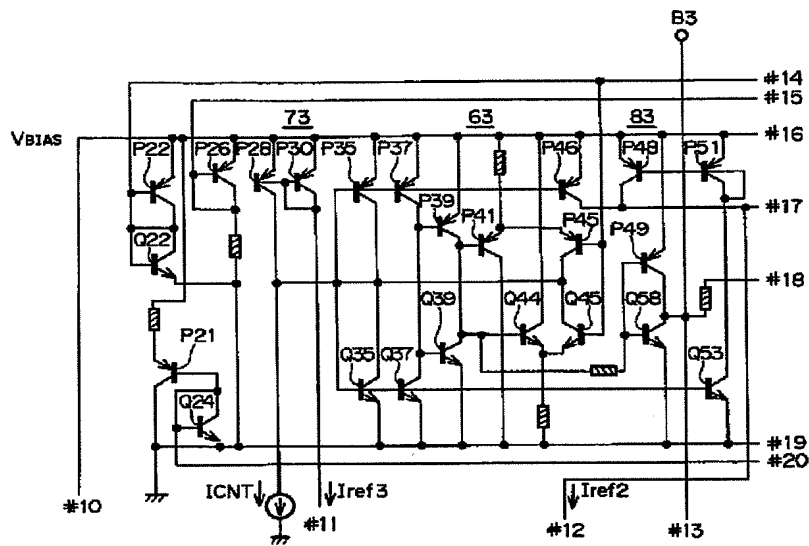 B3
#14
#15
73
63
83
VBIAS
#16
P22
P26
P28
P30
P35
P37
P46
P48
P51
#17
P39
P41
P45
P49
Q22
#18
Q39
Q44
Q45
Q58
P21
Q35
Q37
Q53
Q24
#19
#20
ICNT
Iref3
Iref2
#10
#11
#12
#13